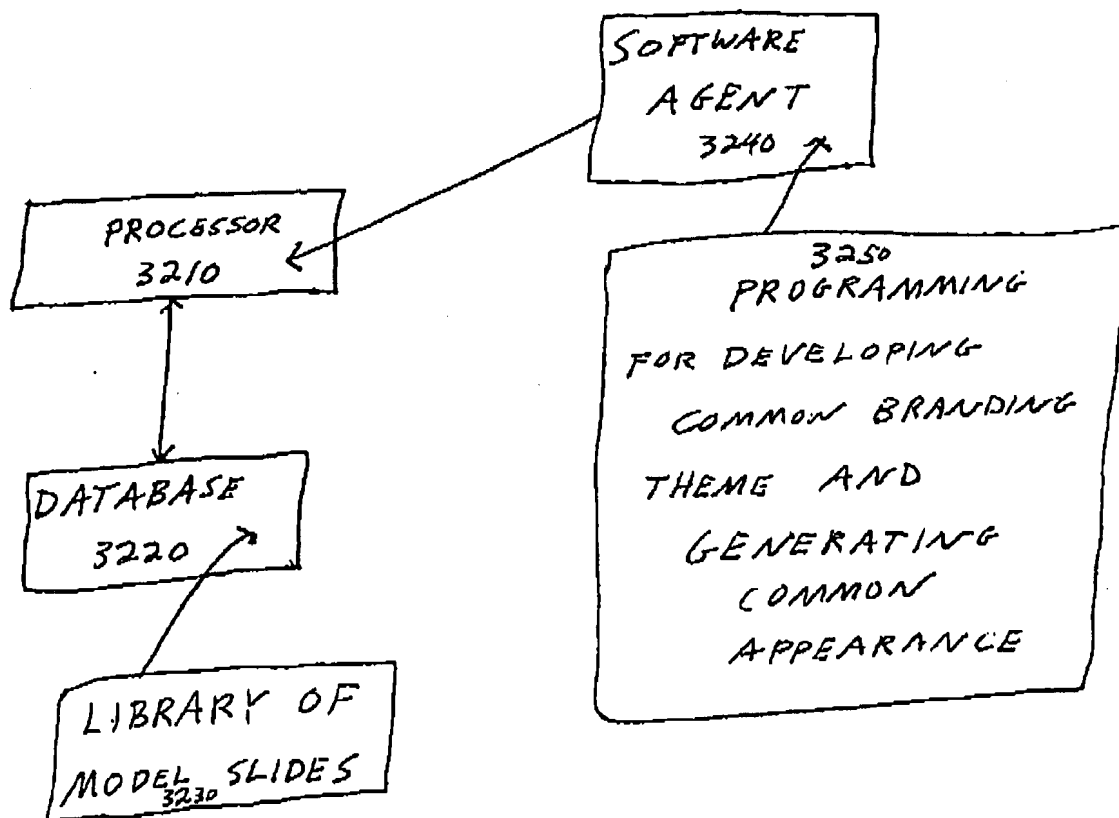 SOFTWARE
AGENT
3240
PROCESSOR
3210
3250
PROGRAMMING
FOR DEVELOPING
COMMON BRANDING
THEME AND
GENERATING
COMMON
APPEARANCE
DATABASE
3220
LIBRARY OF
MODEL SLIDES
3230